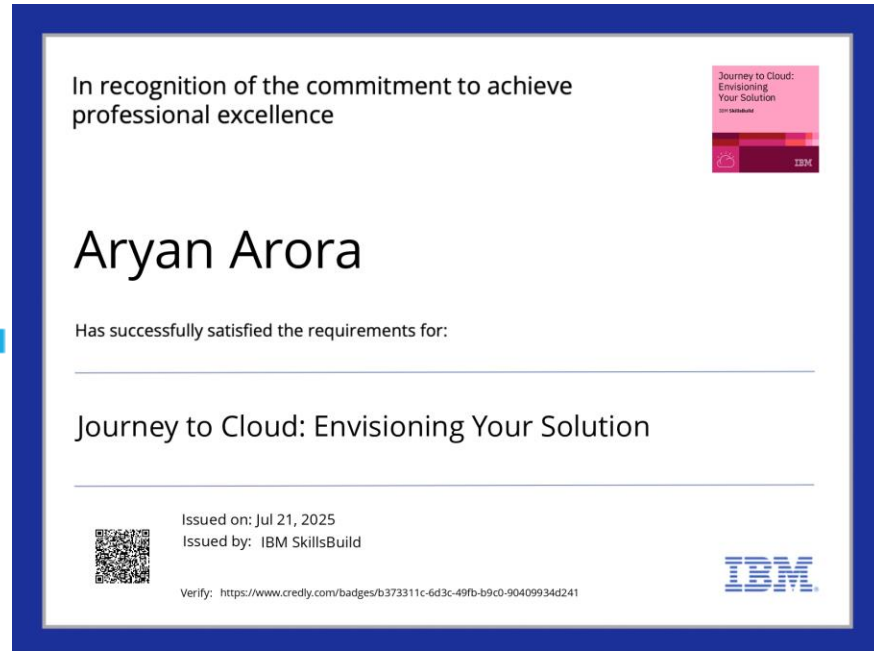 In recognition of the commitment to achieve
professional excellence
Journey to Cloud:
Envisioning
Your Solution
IBM SkillsBuild
IBM
Aryan Arora
Has successfully satisfied the requirements for:
Journey to Cloud: Envisioning Your Solution
Issued on: Jul 21, 2025
Issued by: IBM SkillsBuild
Verify: https://www.credly.com/badges/b373311c-6d3c-49fb-b9c0-90409934d241
IBM.